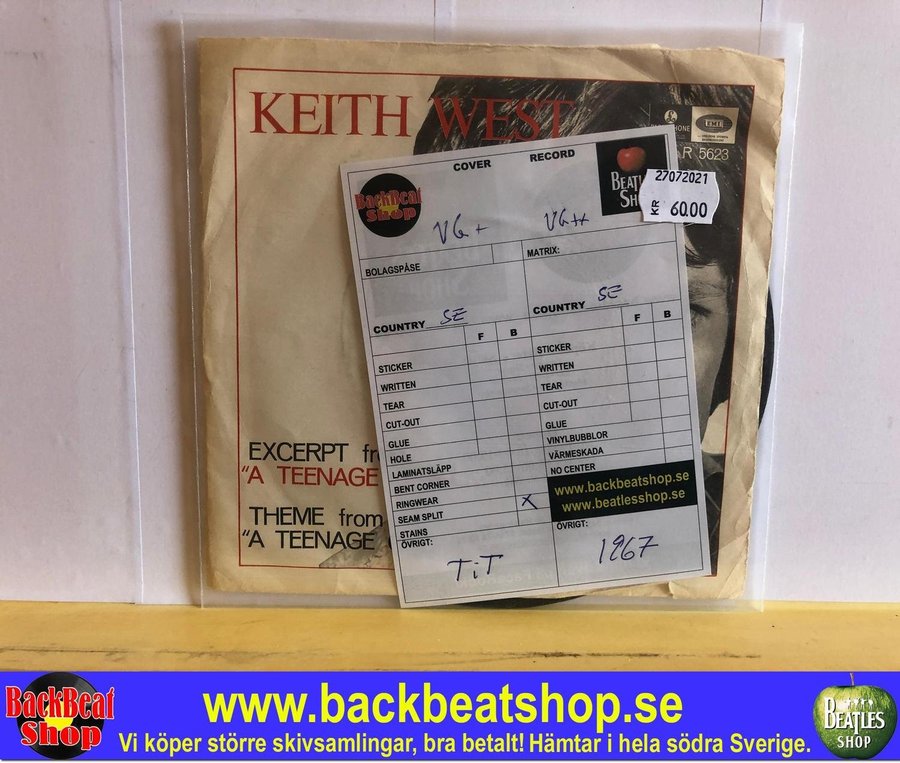 KEITH WEST
EMI
R 5623
27072021
KR 60.00
COVER RECORD
BackBeat
Shop
BEATLES
SHOP
VG+ VG++
BOLAGSPÅSE MATRIX:
COUNTRY SE COUNTRY SE
F B F B
STICKER STICKER
WRITTEN WRITTEN
TEAR TEAR
CUT-OUT CUT-OUT
GLUE GLUE
HOLE VINYLBUBBLOR
LAMINATSLÄPP VÄRMESKADA
BENT CORNER NO CENTER
RINGWEAR X
SEAM SPLIT
STAINS
www.backbeatshop.se
www.beatlesshop.se
ÖVRIGT: ÖVRIGT:
TiT 1967
EXCERPT
"A TEENAGE
THEME from
"A TEENAGE
BackBeat
Shop
www.backbeatshop.se
Vi köper större skivsamlingar, bra betalt! Hämtar i hela södra Sverige.
BEATLES
SHOP